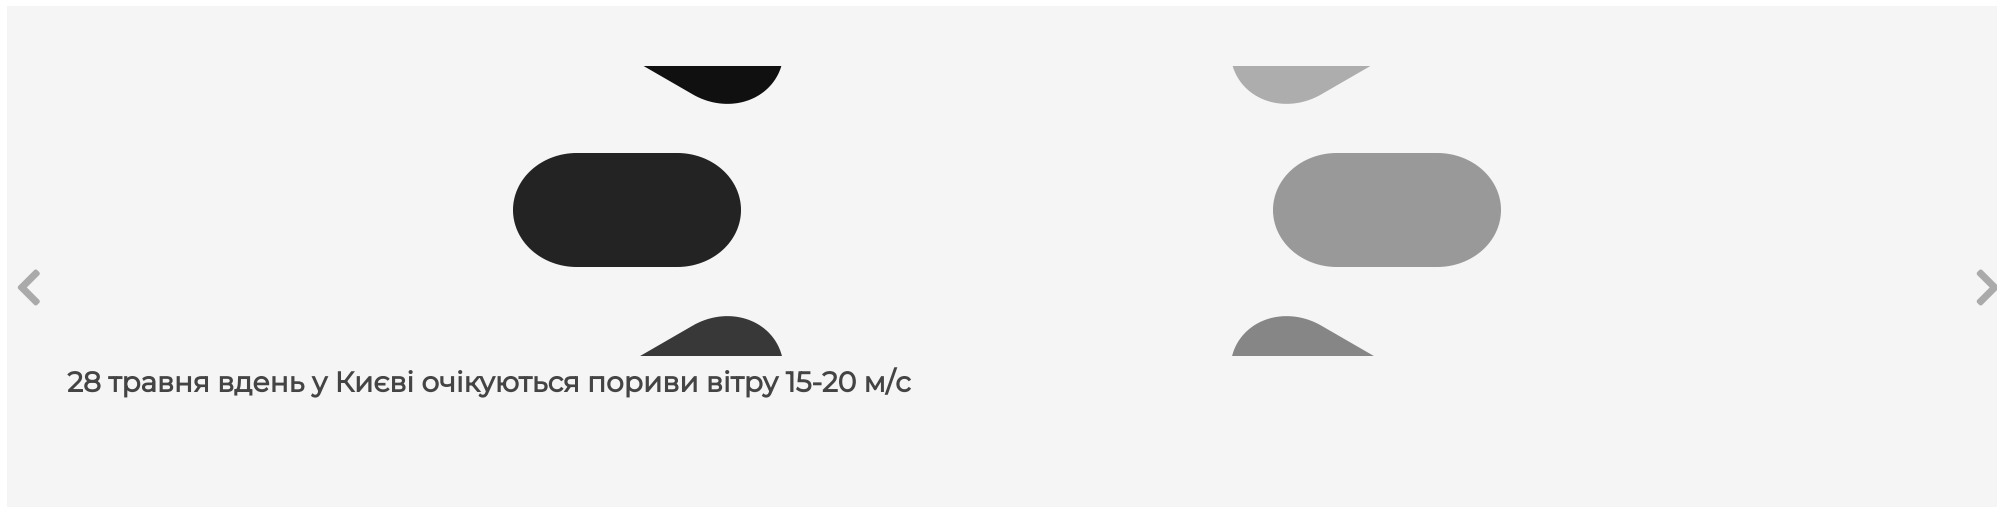 28 травня вдень у Києві очікуються пориви вітру 15-20 м/с